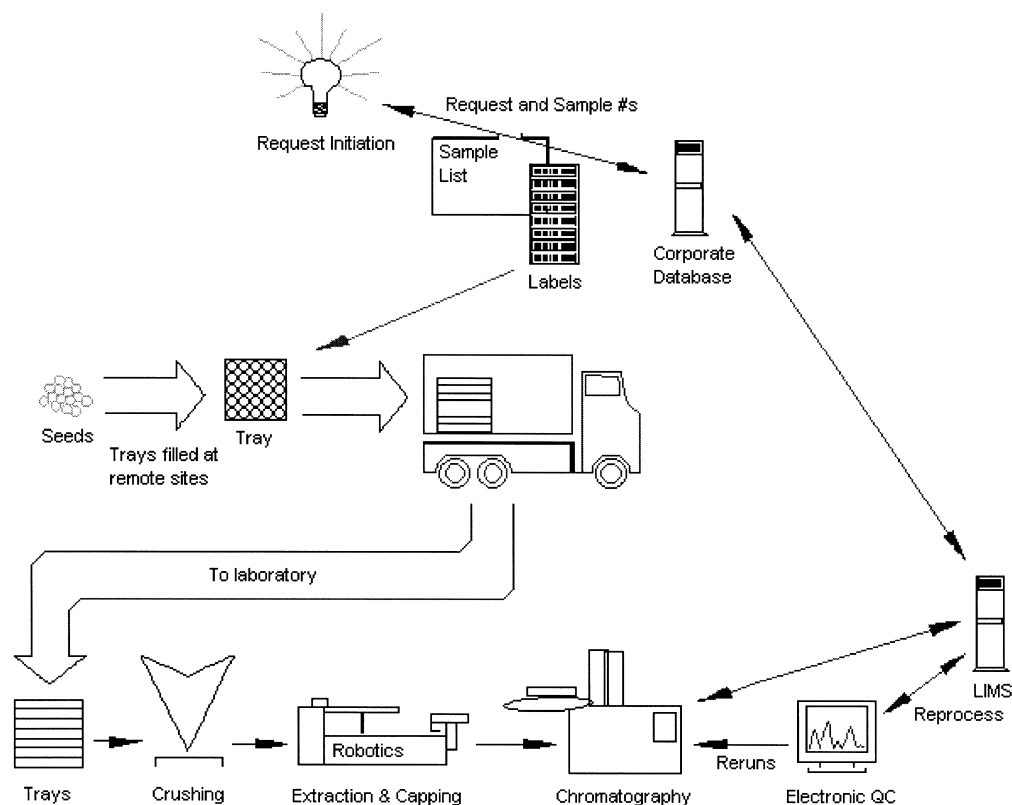 Request and Sample #s
Request Initiation
Sample
List
Corporate
Database
Labels
Seeds
Trays filled at
remote sites
Tray
To laboratory
LIMS
Reprocess
Robotics
Reruns
Trays
Crushing
Extraction & Capping
Chromatography
Electronic QC